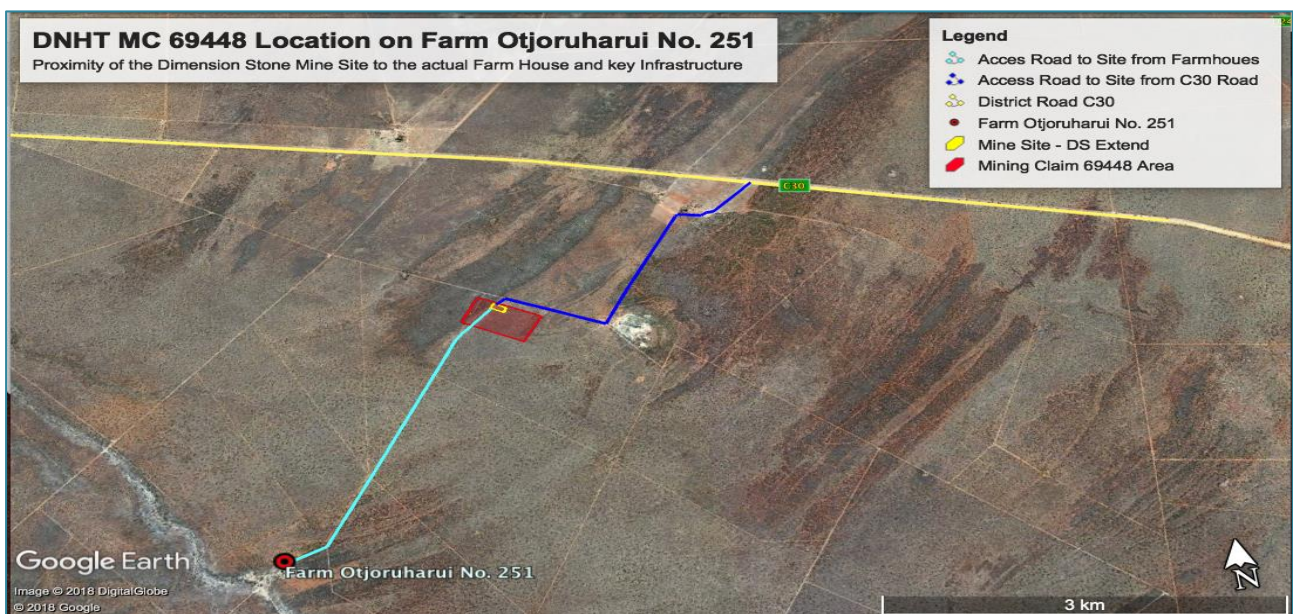 DNHT MC 69448 Location on Farm Otjoruharui No. 251
Proximity of the Dimension Stone Mine Site to the actual Farm House and key Infrastructure
Legend
Acces Road to Site from Farmhoues
Access Road to Site from C30 Road
District Road C30
Farm Otjoruharui No. 251
Mine Site - DS Extend
Mining Claim 69448 Area
C30
Farm Otjoruharui No. 251
Google Earth
Image © 2018 DigitalGlobe
© 2018 Google
N
3 km